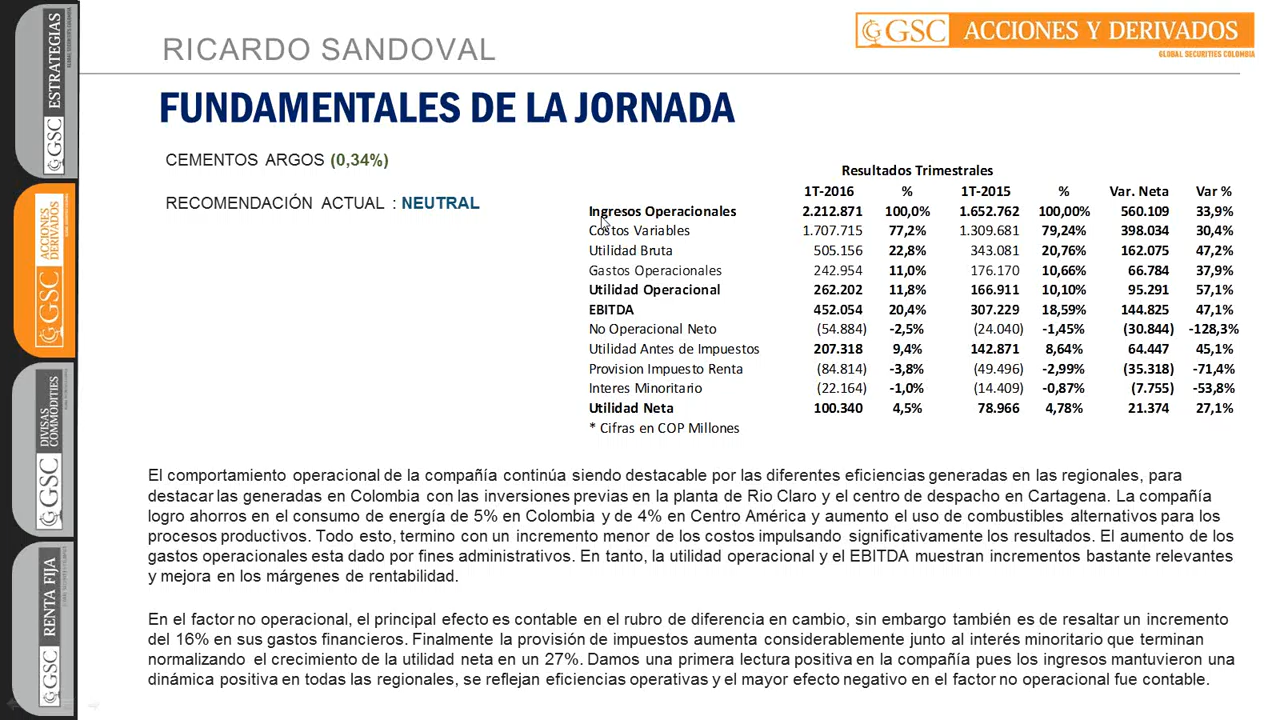 RICARDO SANDOVAL
GSC ACCIONES Y DERIVADOS
GLOBAL SECURITIES COLOMBIA
GSC ESTRATEGIAS
GSC ACCIONES DERIVADOS
GSC DIVISAS COMMODITIES
GSC RENTA FIJA
FUNDAMENTALES DE LA JORNADA
CEMENTOS ARGOS (0,34%)
RECOMENDACIÓN ACTUAL : NEUTRAL
Resultados Trimestrales
1T-2016 % 1T-2015 % Var. Neta Var %
Ingresos Operacionales 2.212.871 100,0% 1.652.762 100,00% 560.109 33,9%
Costos Variables 1.707.715 77,2% 1.309.681 79,24% 398.034 30,4%
Utilidad Bruta 505.156 22,8% 343.081 20,76% 162.075 47,2%
Gastos Operacionales 242.954 11,0% 176.170 10,66% 66.784 37,9%
Utilidad Operacional 262.202 11,8% 166.911 10,10% 95.291 57,1%
EBITDA 452.054 20,4% 307.229 18,59% 144.825 47,1%
No Operacional Neto (54.884) -2,5% (24.040) -1,45% (30.844) -128,3%
Utilidad Antes de Impuestos 207.318 9,4% 142.871 8,64% 64.447 45,1%
Provision Impuesto Renta (84.814) -3,8% (49.496) -2,99% (35.318) -71,4%
Interes Minoritario (22.164) -1,0% (14.409) -0,87% (7.755) -53,8%
Utilidad Neta 100.340 4,5% 78.966 4,78% 21.374 27,1%
* Cifras en COP Millones
El comportamiento operacional de la compañía continúa siendo destacable por las diferentes eficiencias generadas en las regionales, para
destacar las generadas en Colombia con las inversiones previas en la planta de Rio Claro y el centro de despacho en Cartagena. La compañía
logro ahorros en el consumo de energía de 5% en Colombia y de 4% en Centro América y aumento el uso de combustibles alternativos para los
procesos productivos. Todo esto, termino con un incremento menor de los costos impulsando significativamente los resultados. El aumento de los
gastos operacionales esta dado por fines administrativos. En tanto, la utilidad operacional y el EBITDA muestran incrementos bastante relevantes
y mejora en los márgenes de rentabilidad.
En el factor no operacional, el principal efecto es contable en el rubro de diferencia en cambio, sin embargo también es de resaltar un incremento
del 16% en sus gastos financieros. Finalmente la provisión de impuestos aumenta considerablemente junto al interés minoritario que terminan
normalizando el crecimiento de la utilidad neta en un 27%. Damos una primera lectura positiva en la compañía pues los ingresos mantuvieron una
dinámica positiva en todas las regionales, se reflejan eficiencias operativas y el mayor efecto negativo en el factor no operacional fue contable.